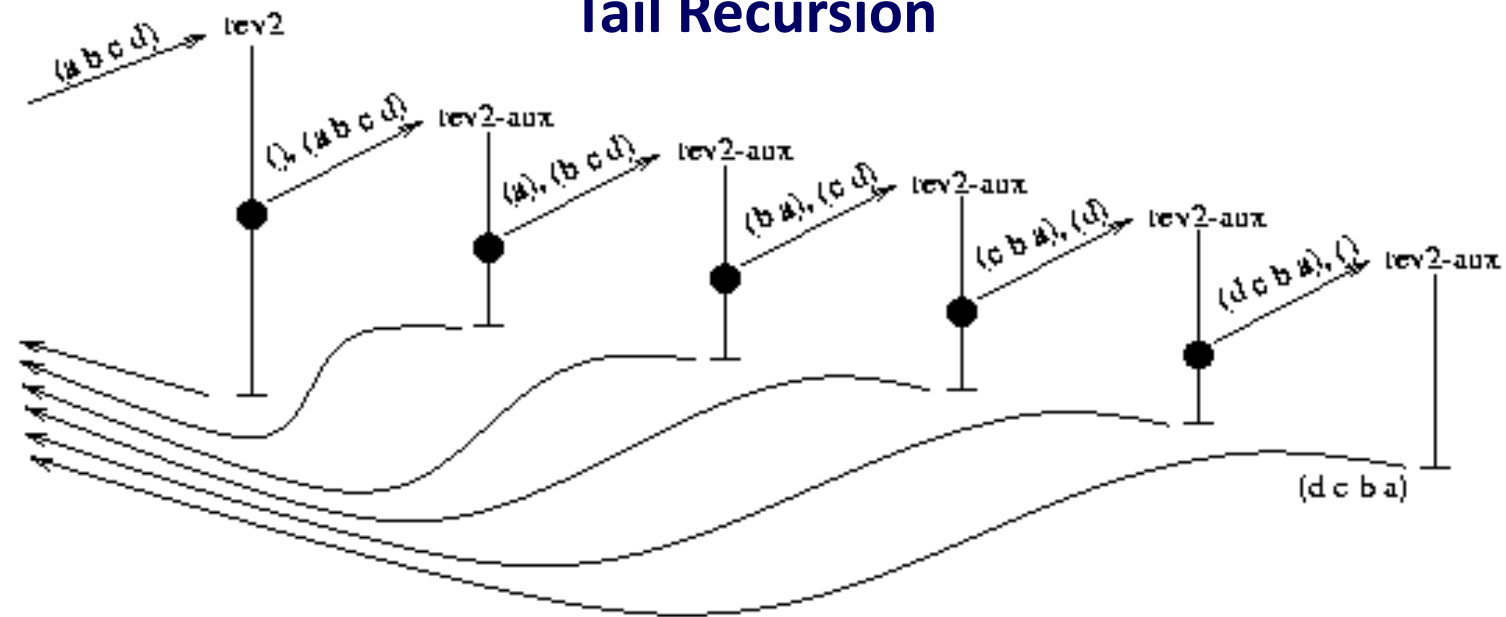 Tail Recursion
(a b c d)
rev2
(), (a b c d)
rev2-aux
(a), (b c d)
rev2-aux
(b a), (c d)
rev2-aux
(c b a), (d)
rev2-aux
(d c b a), ()
rev2-aux
(d c b a)